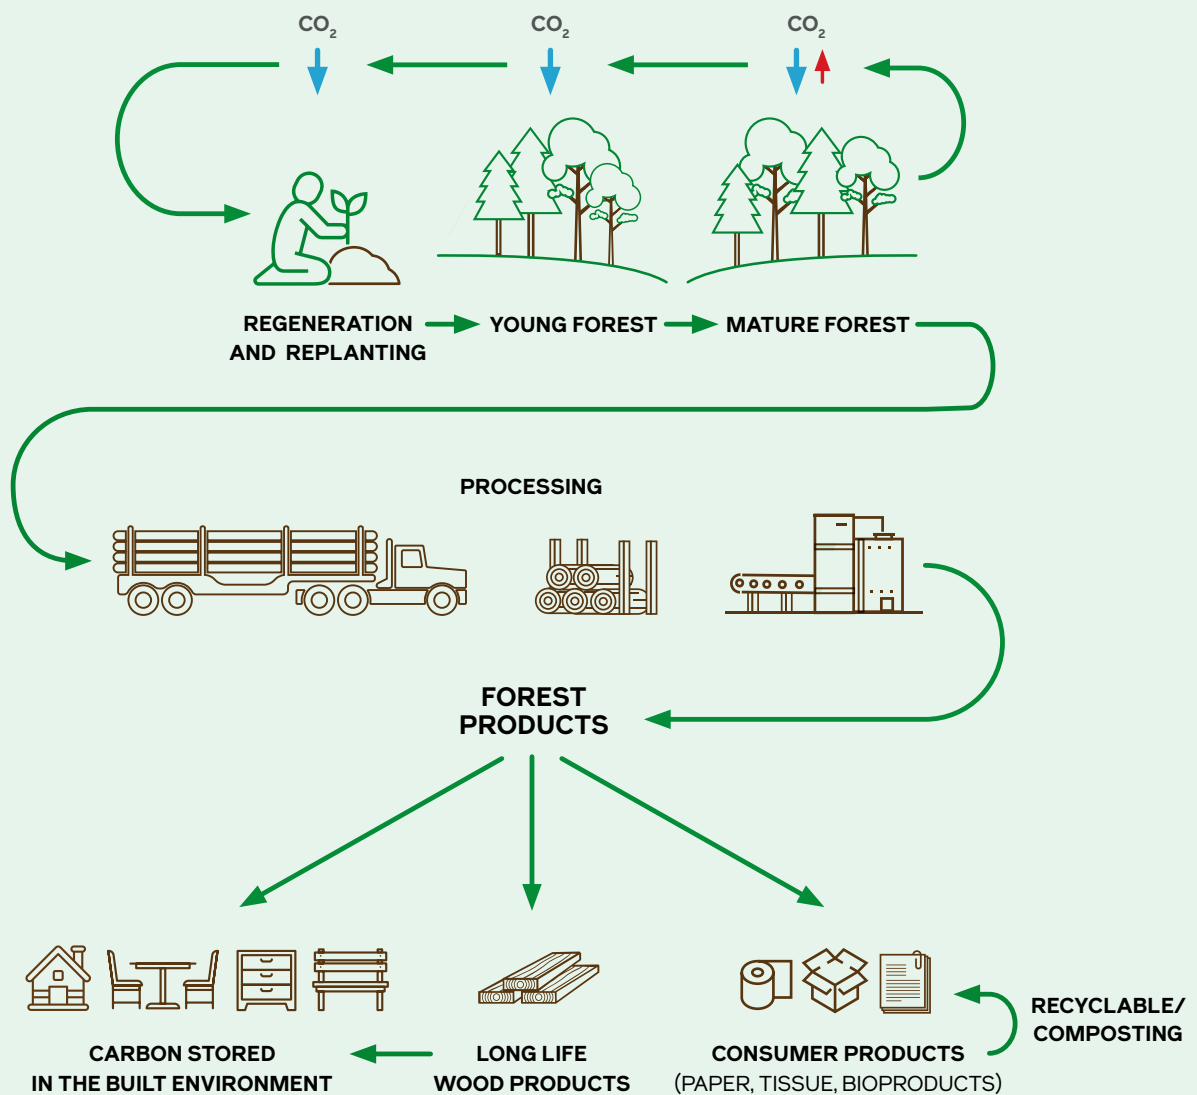 CO₂
CO₂
CO₂
REGENERATION
AND REPLANTING
YOUNG FOREST
MATURE FOREST
PROCESSING
FOREST
PRODUCTS
CARBON STORED
IN THE BUILT ENVIRONMENT
LONG LIFE
WOOD PRODUCTS
CONSUMER PRODUCTS
(PAPER, TISSUE, BIOPRODUCTS)
RECYCLABLE/
COMPOSTING